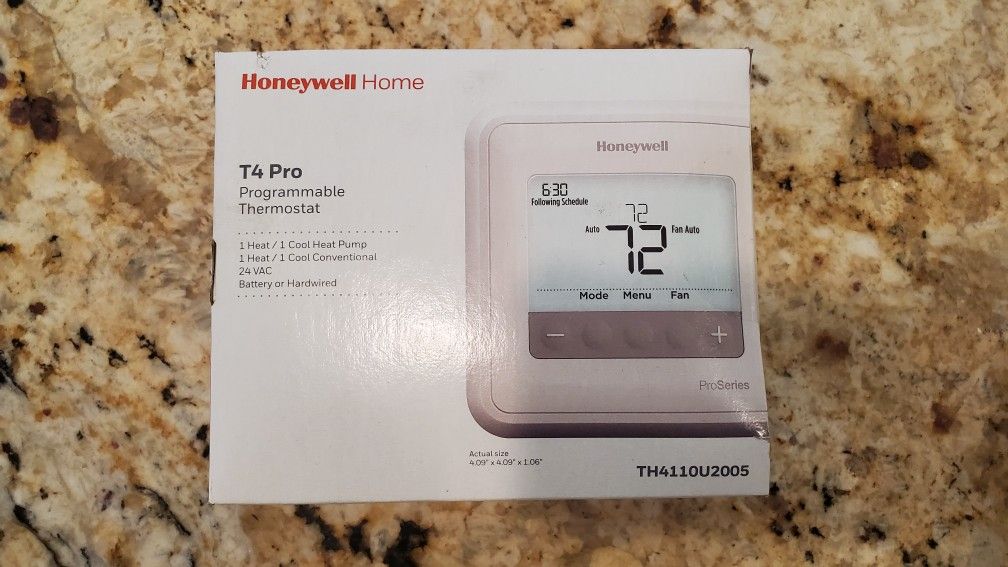 Honeywell Home
T4 Pro
Programmable
Thermostat
1 Heat / 1 Cool Heat Pump
1 Heat / 1 Cool Conventional
24 VAC
Battery or Hardwired
Honeywell
6:30
Following Schedule
72
Auto
72
Fan Auto
Mode Menu Fan
− +
ProSeries
Actual size
4.09" x 4.09" x 1.06"
TH4110U2005